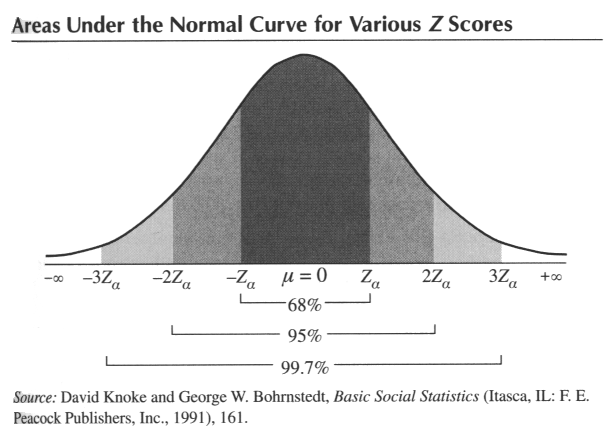 Areas Under the Normal Curve for Various Z Scores
−∞ −3Zα −2Zα −Zα μ = 0 Zα 2Zα 3Zα +∞
68%
95%
99.7%
Source: David Knoke and George W. Bohrnstedt, Basic Social Statistics (Itasca, IL: F. E.
Peacock Publishers, Inc., 1991), 161.